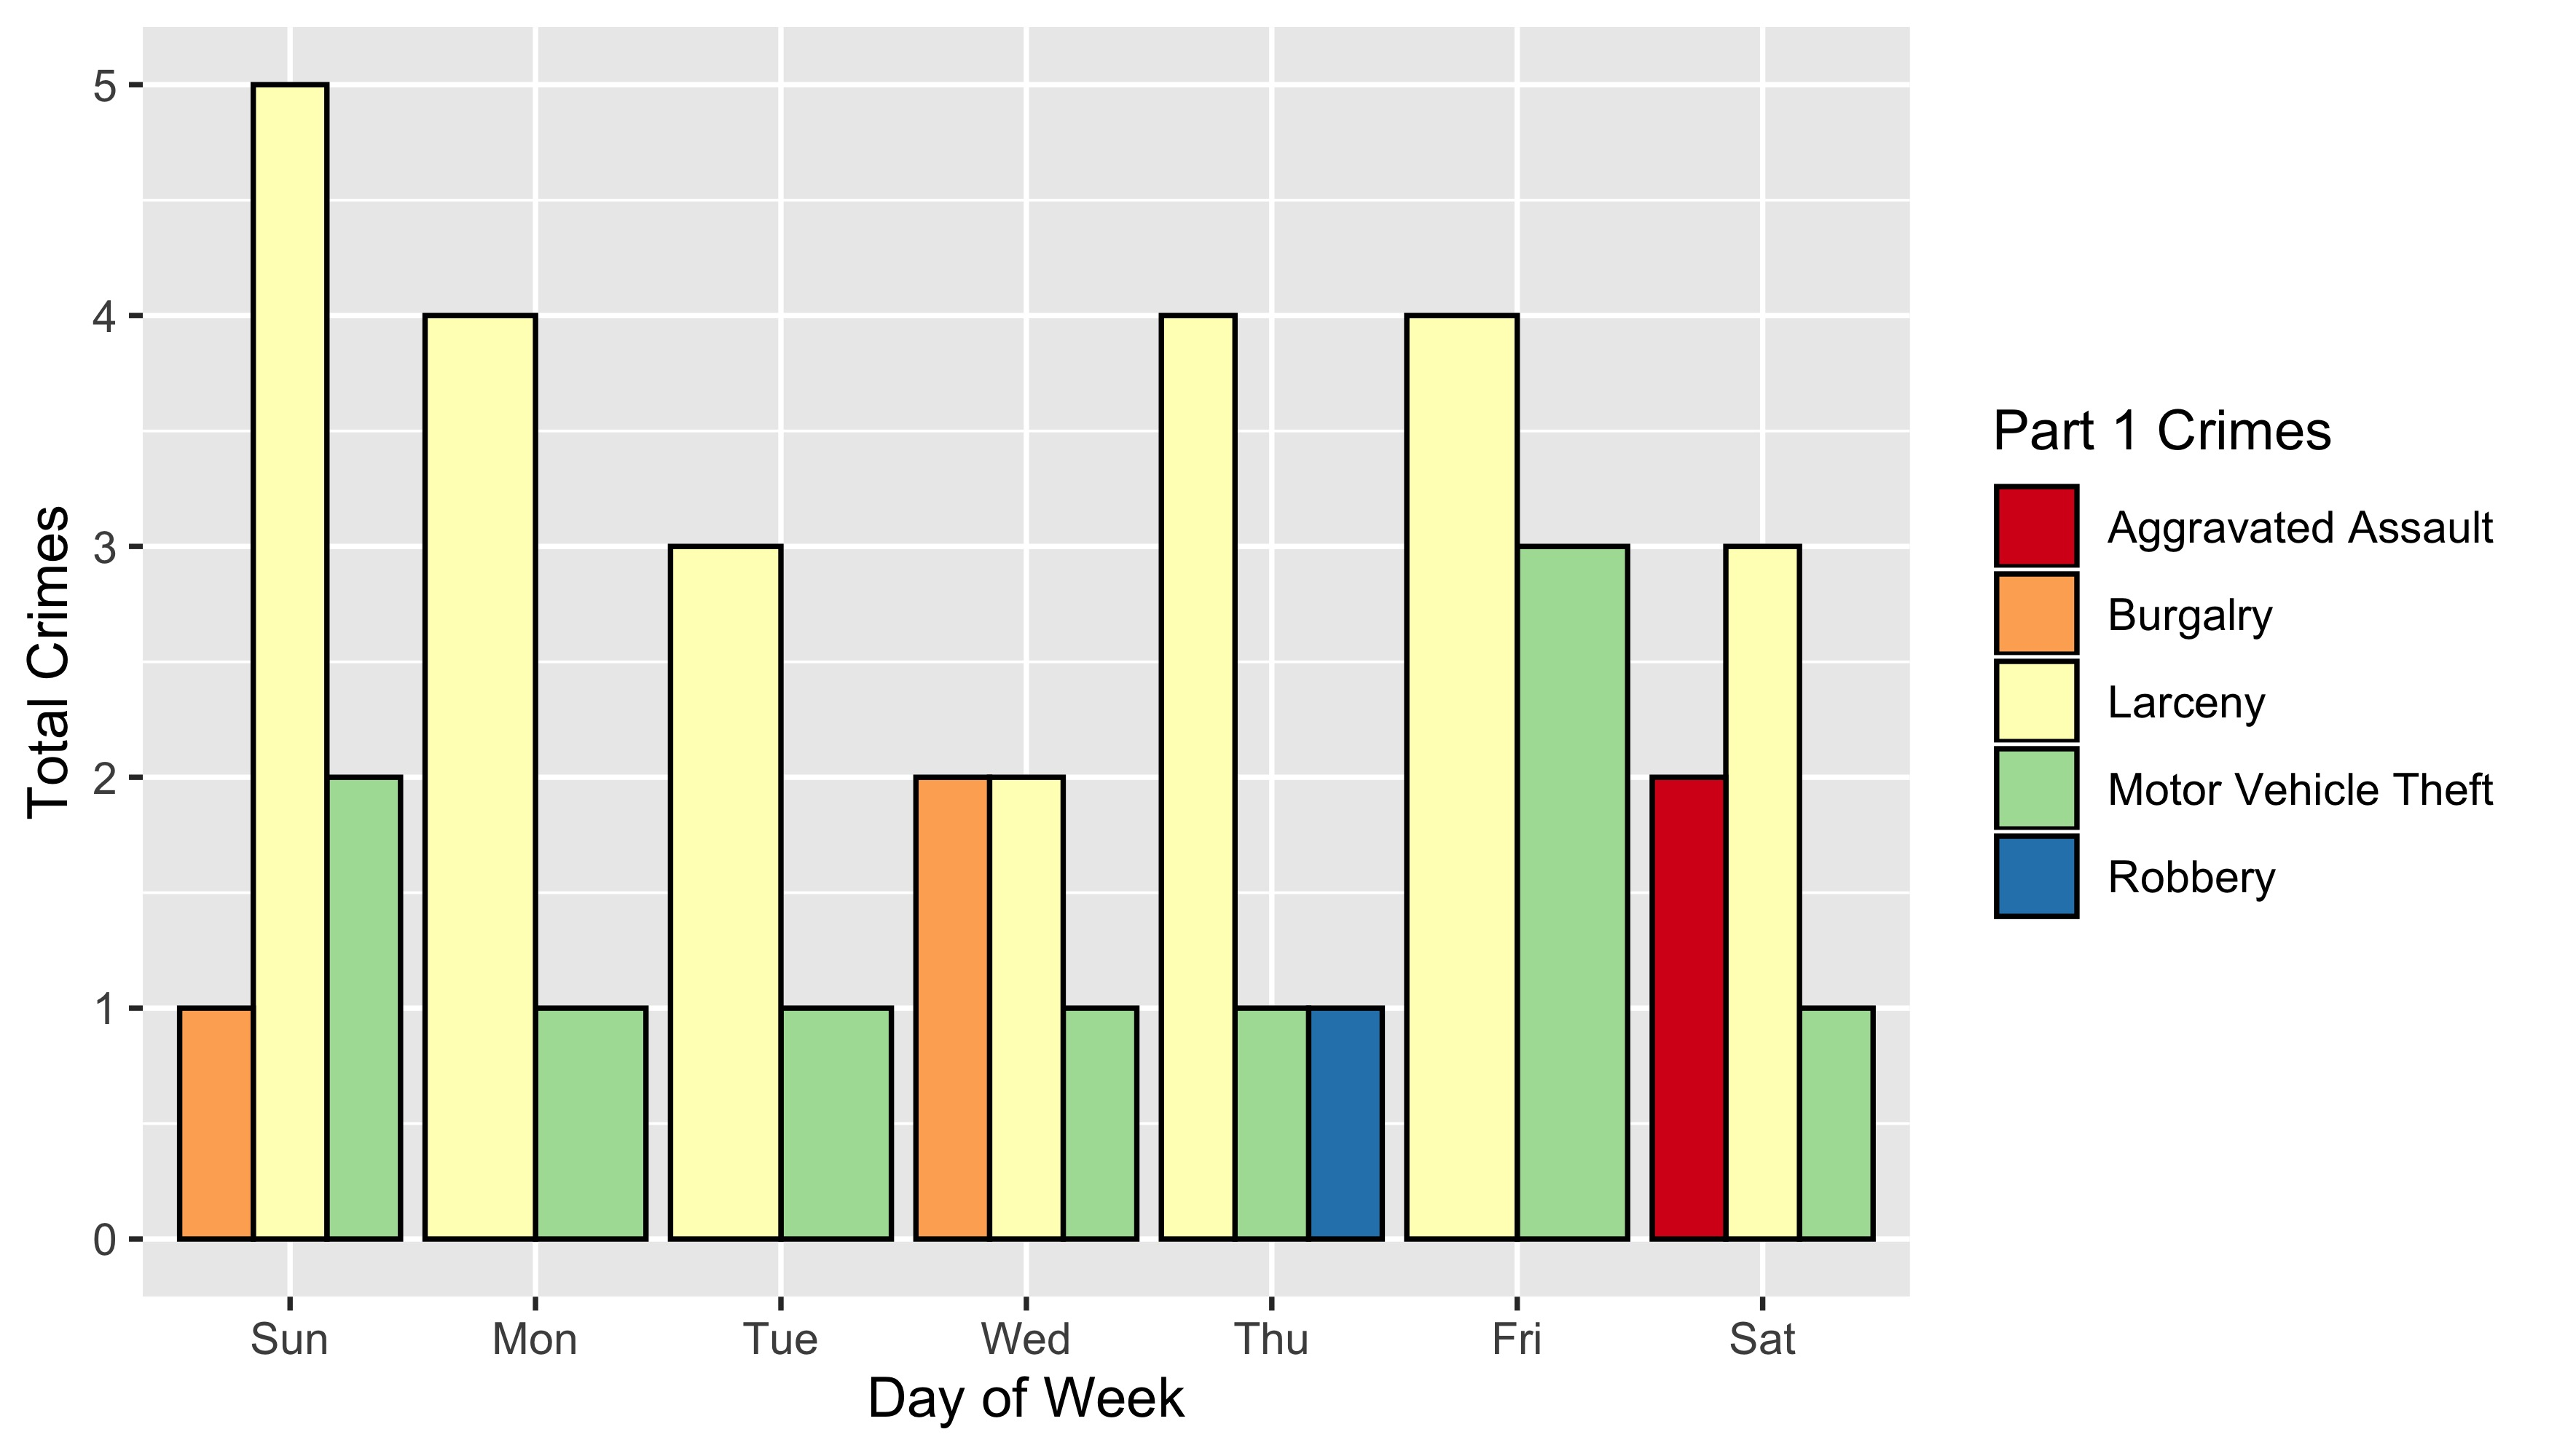 5
4
3
2
1
0
Total Crimes
Sun Mon Tue Wed Thu Fri Sat
Day of Week
Part 1 Crimes
Aggravated Assault
Burgalry
Larceny
Motor Vehicle Theft
Robbery